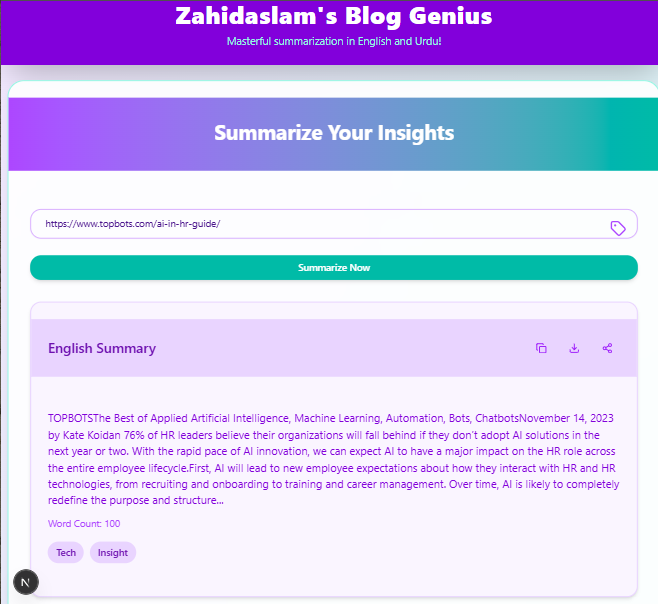 Zahidaslam's Blog Genius
Masterful summarization in English and Urdu!
Summarize Your Insights
https://www.topbots.com/ai-in-hr-guide/
Summarize Now
English Summary
TOPBOTSThe Best of Applied Artificial Intelligence, Machine Learning, Automation, Bots, ChatbotsNovember 14, 2023
by Kate Koidan 76% of HR leaders believe their organizations will fall behind if they don't adopt AI solutions in the
next year or two. With the rapid pace of AI innovation, we can expect AI to have a major impact on the HR role across
the entire employee lifecycle.First, AI will lead to new employee expectations about how they interact with HR and HR
technologies, from recruiting and onboarding to training and career management. Over time, AI is likely to completely
redefine the purpose and structure...
Word Count: 100
Tech Insight
N